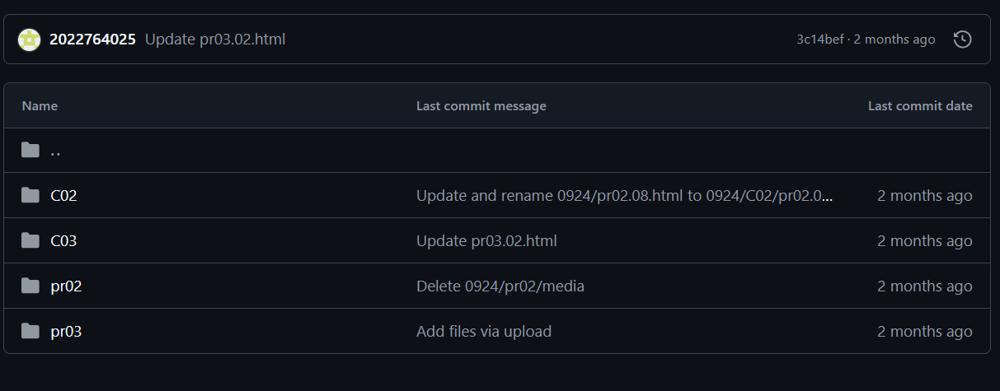 2022764025 Update pr03.02.html 3c14bef · 2 months ago
Name Last commit message Last commit date
..
C02 Update and rename 0924/pr02.08.html to 0924/C02/pr02.0... 2 months ago
C03 Update pr03.02.html 2 months ago
pr02 Delete 0924/pr02/media 2 months ago
pr03 Add files via upload 2 months ago